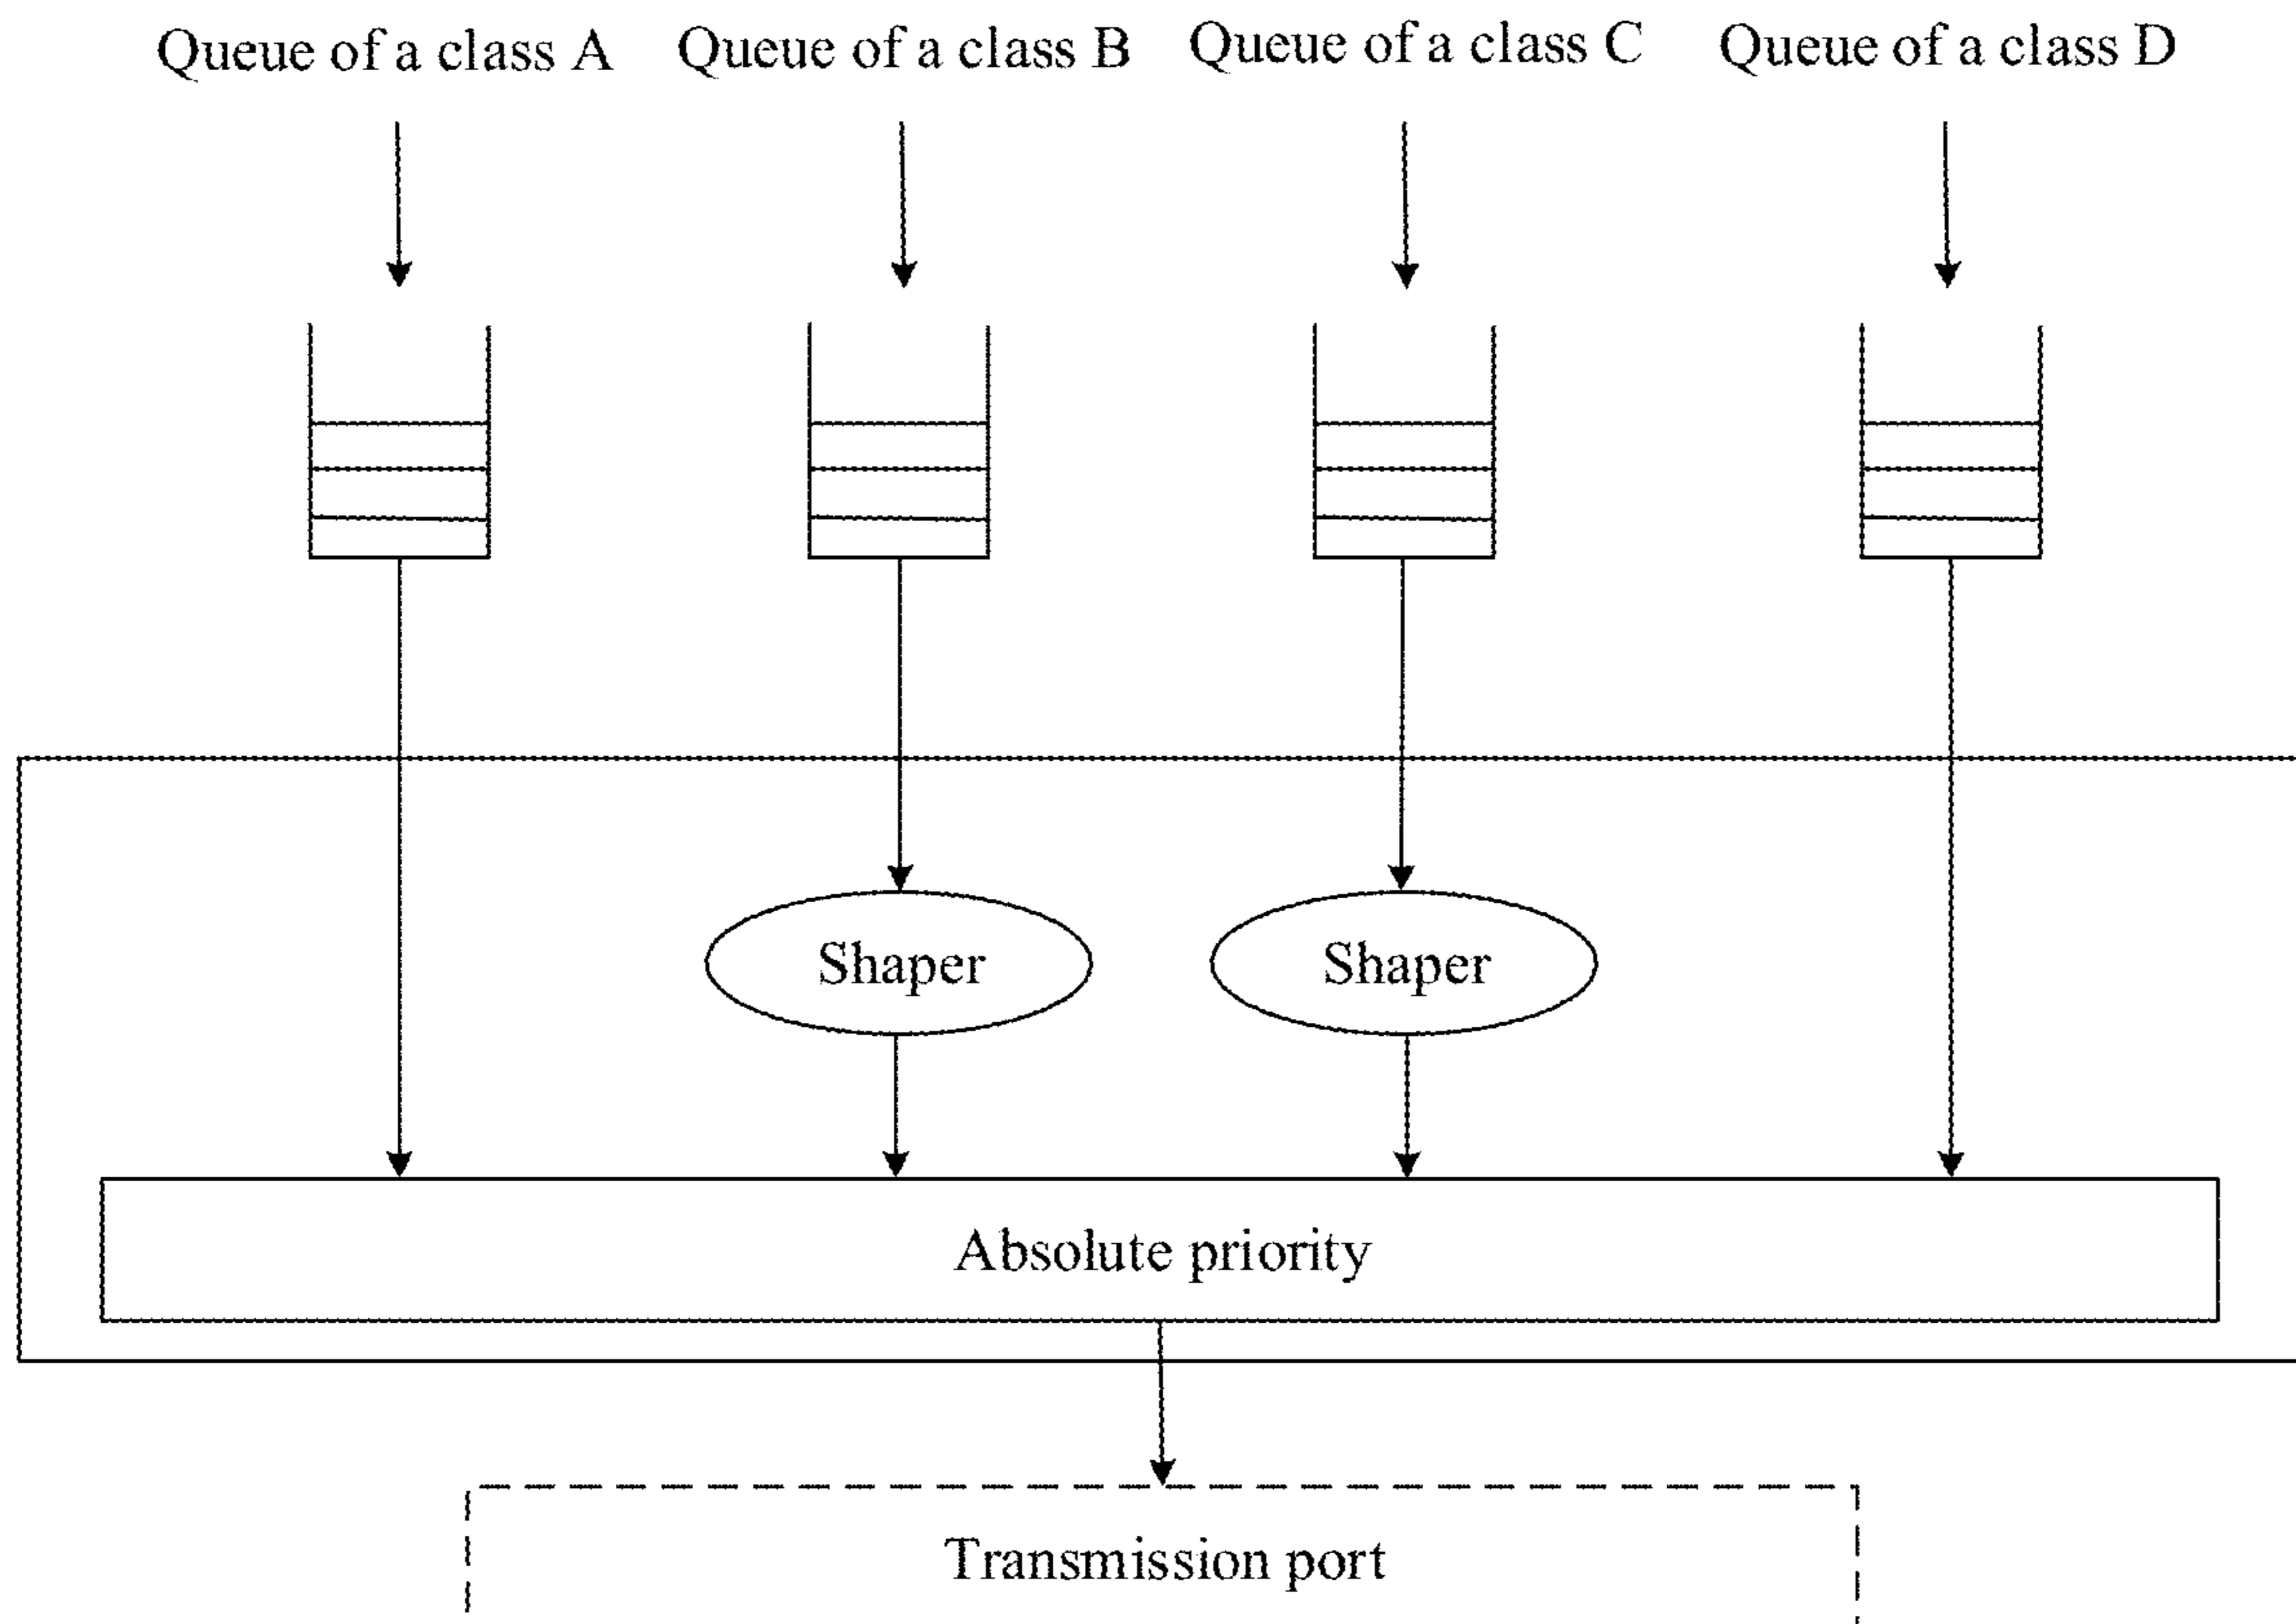 Queue of a class A
Queue of a class B
Queue of a class C
Queue of a class D
Shaper
Shaper
Absolute priority
Transmission port